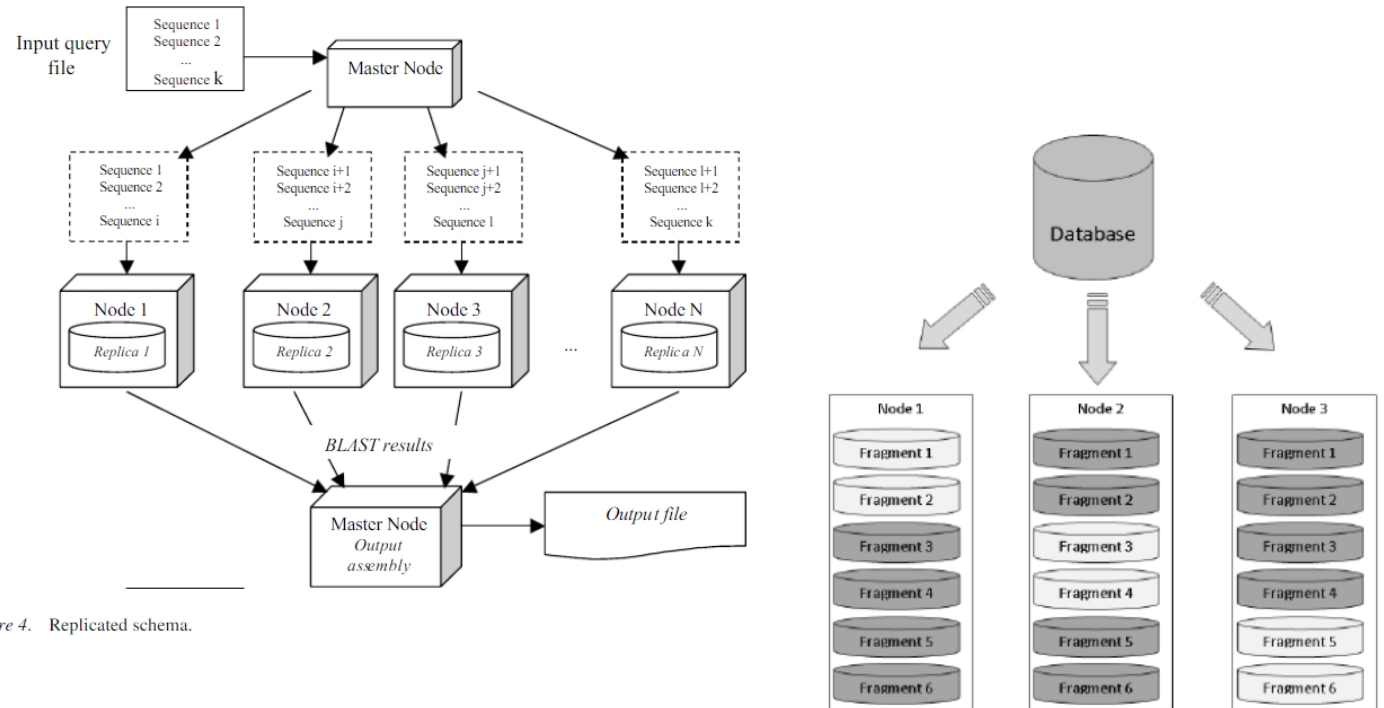 Input query
file
Sequence 1
Sequence 2
...
Sequence k
Master Node
Sequence 1
Sequence 2
...
Sequence i
Sequence i+1
Sequence i+2
...
Sequence j
Sequence j+1
Sequence j+2
...
Sequence l
Sequence l+1
Sequence l+2
...
Sequence k
Node 1
Replica 1
Node 2
Replica 2
Node 3
Replica 3
...
Node N
Replica N
BLAST results
Master Node
Output
assembly
Output file
re 4. Replicated schema.
Database
Node 1
Fragment 1
Fragment 2
Fragment 3
Fragment 4
Fragment 5
Fragment 6
Node 2
Fragment 1
Fragment 2
Fragment 3
Fragment 4
Fragment 5
Fragment 6
Node 3
Fragment 1
Fragment 2
Fragment 3
Fragment 4
Fragment 5
Fragment 6